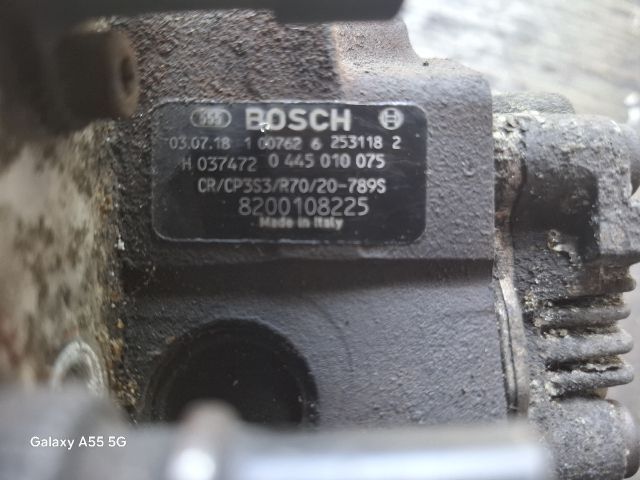 BOSCH
03.07.18 1 00762 6 253118 2
H 037472 0 445 010 075
CR/CP3S3/R70/20-789S
8200108225
Made in Italy
Galaxy A55 5G